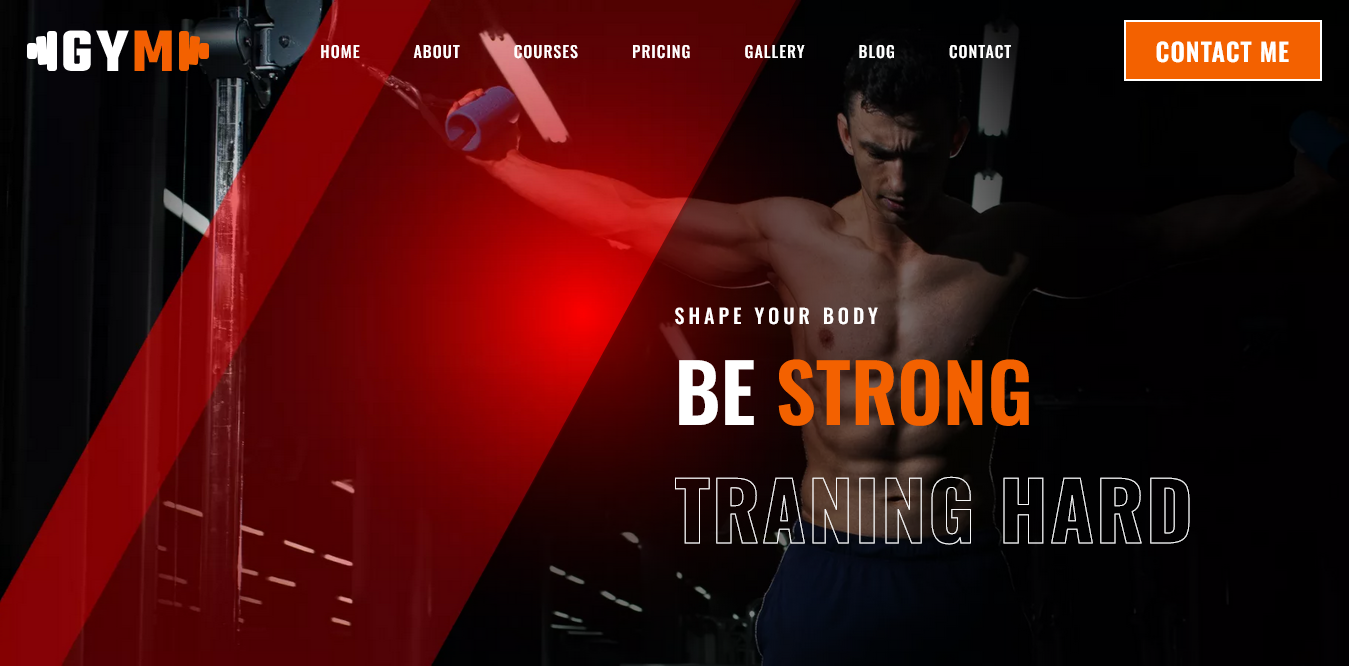 GYM
HOME ABOUT COURSES PRICING GALLERY BLOG CONTACT
CONTACT ME
SHAPE YOUR BODY
BE STRONG
TRANING HARD